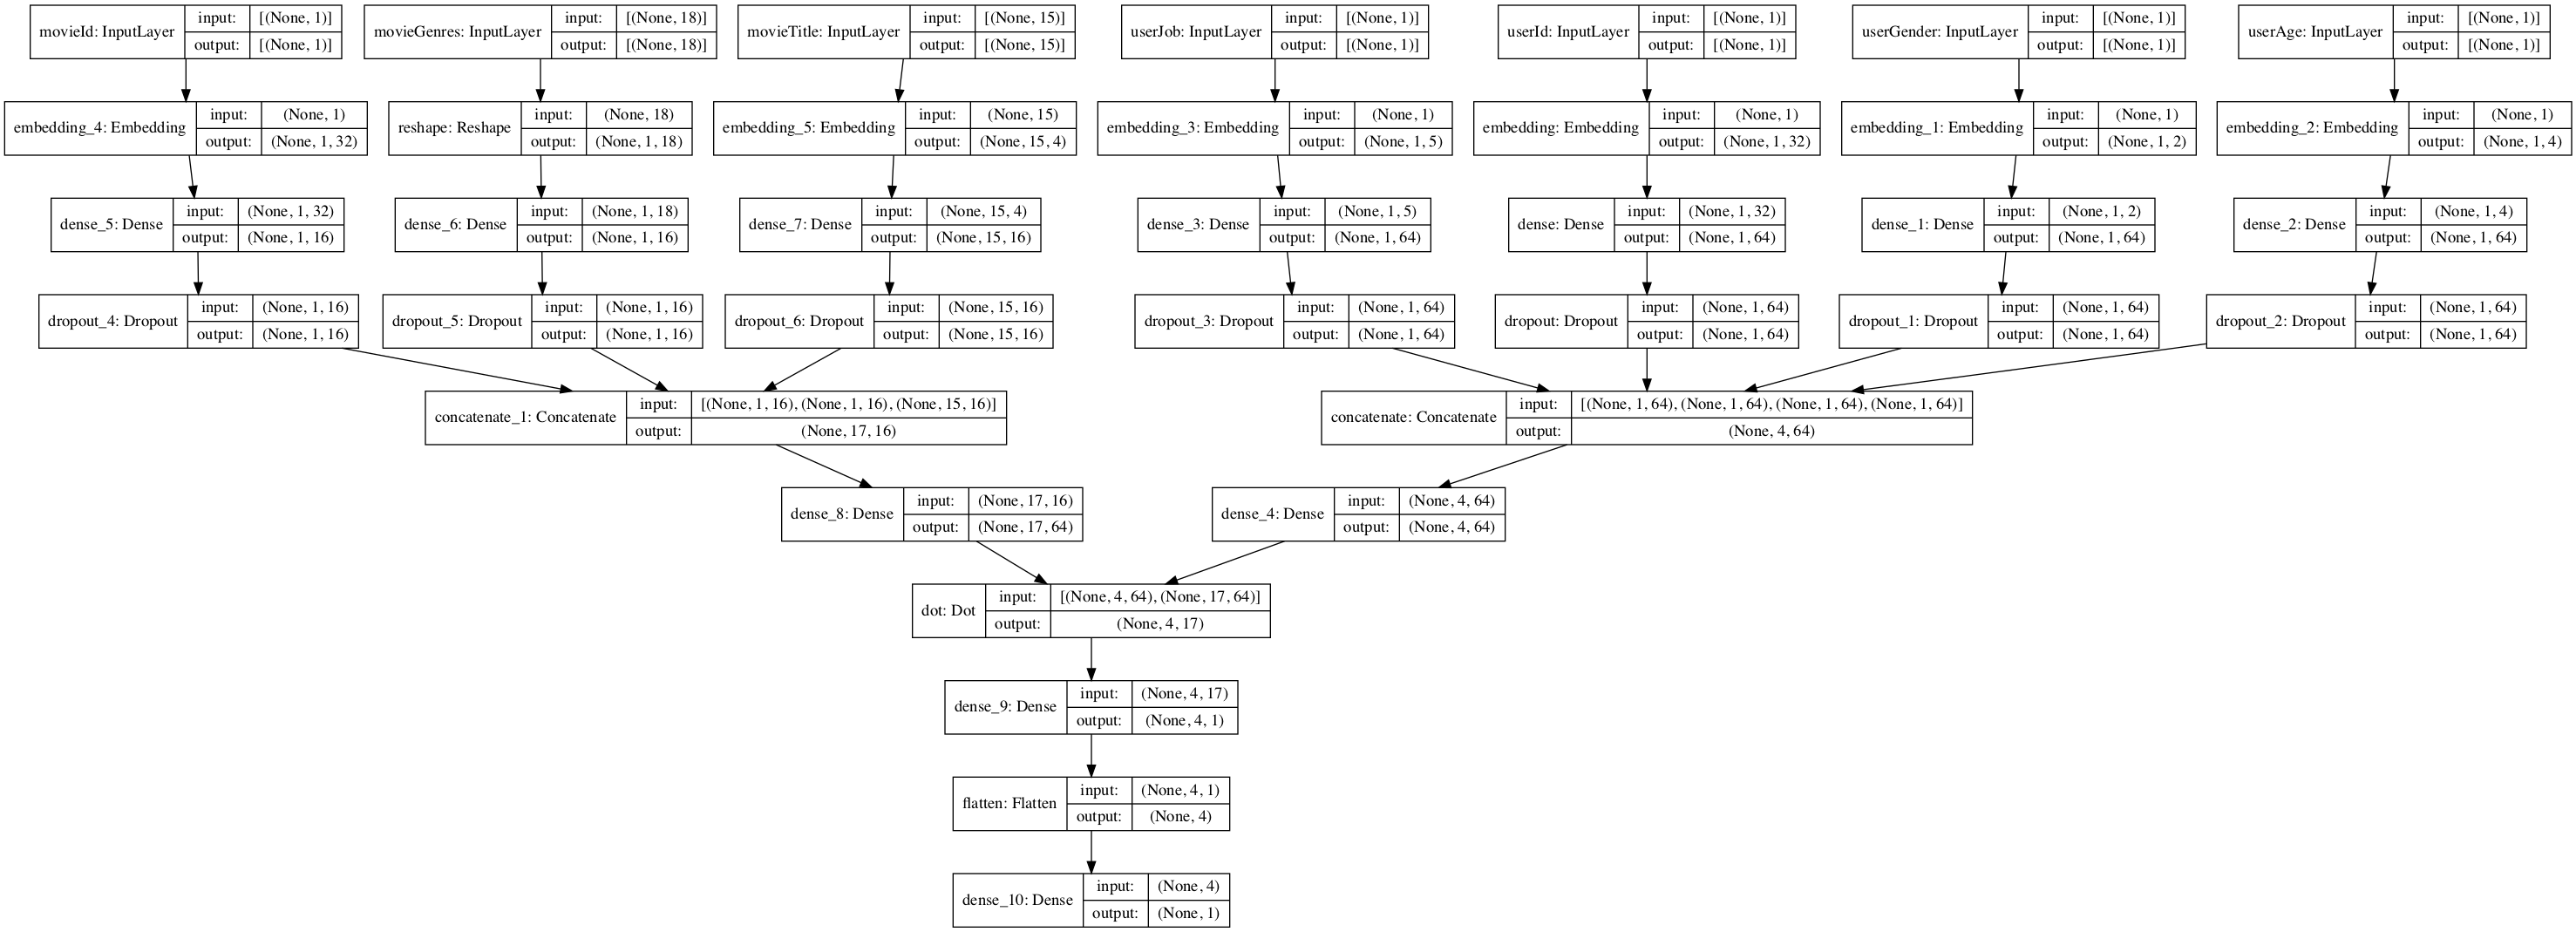 movieId: InputLayer
input: [(None, 1)]
output: [(None, 1)]
movieGenres: InputLayer
input: [(None, 18)]
output: [(None, 18)]
movieTitle: InputLayer
input: [(None, 15)]
output: [(None, 15)]
userJob: InputLayer
input: [(None, 1)]
output: [(None, 1)]
userId: InputLayer
input: [(None, 1)]
output: [(None, 1)]
userGender: InputLayer
input: [(None, 1)]
output: [(None, 1)]
userAge: InputLayer
input: [(None, 1)]
output: [(None, 1)]
embedding_4: Embedding
input: (None, 1)
output: (None, 1, 32)
reshape: Reshape
input: (None, 18)
output: (None, 1, 18)
embedding_5: Embedding
input: (None, 15)
output: (None, 15, 4)
embedding_3: Embedding
input: (None, 1)
output: (None, 1, 5)
embedding: Embedding
input: (None, 1)
output: (None, 1, 32)
embedding_1: Embedding
input: (None, 1)
output: (None, 1, 2)
embedding_2: Embedding
input: (None, 1)
output: (None, 1, 4)
dense_5: Dense
input: (None, 1, 32)
output: (None, 1, 16)
dense_6: Dense
input: (None, 1, 18)
output: (None, 1, 16)
dense_7: Dense
input: (None, 15, 4)
output: (None, 15, 16)
dense_3: Dense
input: (None, 1, 5)
output: (None, 1, 64)
dense: Dense
input: (None, 1, 32)
output: (None, 1, 64)
dense_1: Dense
input: (None, 1, 2)
output: (None, 1, 64)
dense_2: Dense
input: (None, 1, 4)
output: (None, 1, 64)
dropout_4: Dropout
input: (None, 1, 16)
output: (None, 1, 16)
dropout_5: Dropout
input: (None, 1, 16)
output: (None, 1, 16)
dropout_6: Dropout
input: (None, 15, 16)
output: (None, 15, 16)
dropout_3: Dropout
input: (None, 1, 64)
output: (None, 1, 64)
dropout: Dropout
input: (None, 1, 64)
output: (None, 1, 64)
dropout_1: Dropout
input: (None, 1, 64)
output: (None, 1, 64)
dropout_2: Dropout
input: (None, 1, 64)
output: (None, 1, 64)
concatenate_1: Concatenate
input: [(None, 1, 16), (None, 1, 16), (None, 15, 16)]
output: (None, 17, 16)
concatenate: Concatenate
input: [(None, 1, 64), (None, 1, 64), (None, 1, 64), (None, 1, 64)]
output: (None, 4, 64)
dense_8: Dense
input: (None, 17, 16)
output: (None, 17, 64)
dense_4: Dense
input: (None, 4, 64)
output: (None, 4, 64)
dot: Dot
input: [(None, 4, 64), (None, 17, 64)]
output: (None, 4, 17)
dense_9: Dense
input: (None, 4, 17)
output: (None, 4, 1)
flatten: Flatten
input: (None, 4, 1)
output: (None, 4)
dense_10: Dense
input: (None, 4)
output: (None, 1)